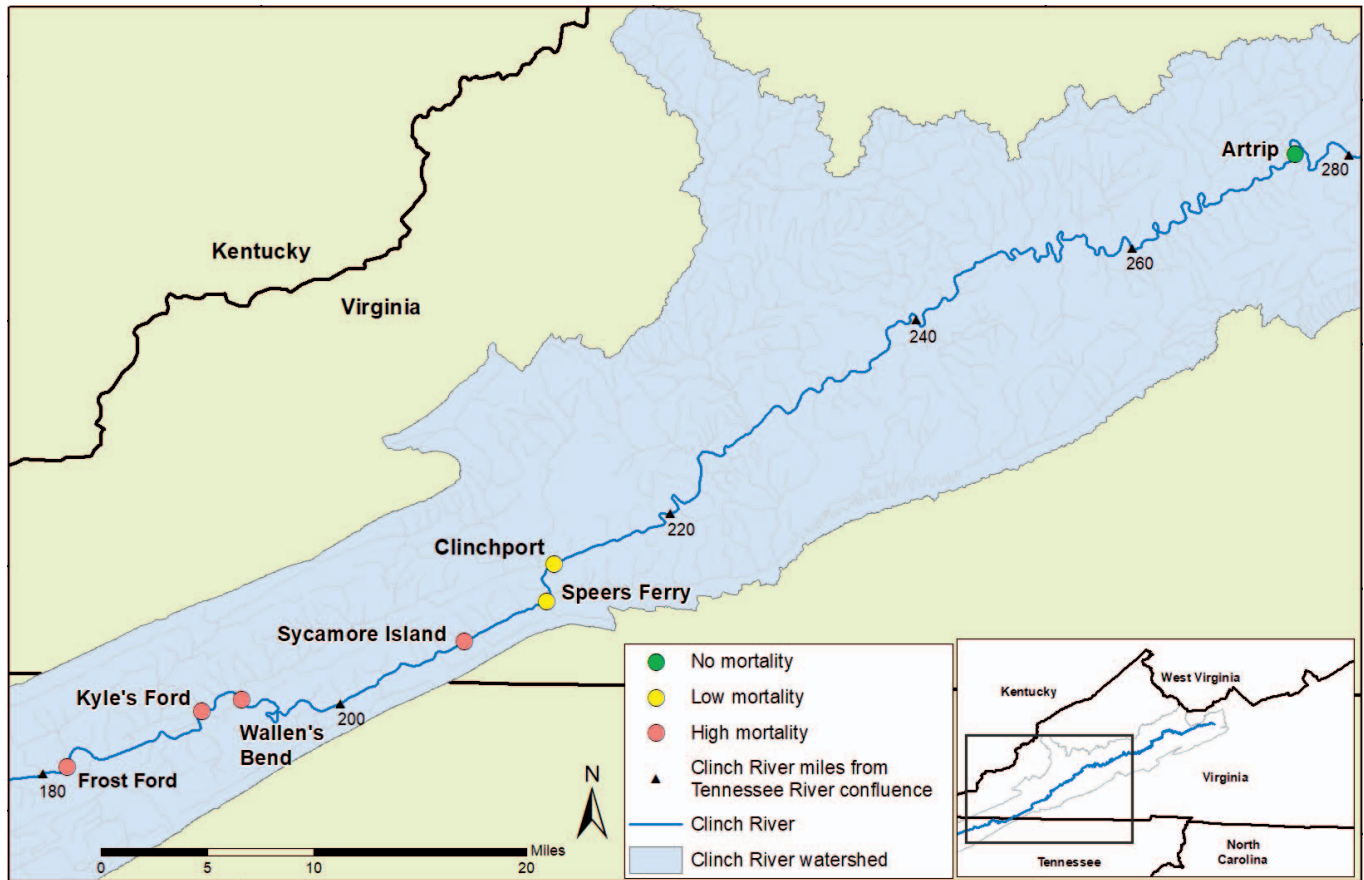 Kentucky
Virginia
Artrip
280
260
240
220
Clinchport
Speers Ferry
Sycamore Island
Kyle's Ford
Wallen's
Bend
200
Frost Ford
180
N
0
5
10
20
Miles
No mortality
Low mortality
High mortality
Clinch River miles from
Tennessee River confluence
Clinch River
Clinch River watershed
West Virginia
Kentucky
Virginia
Tennessee
North
Carolina